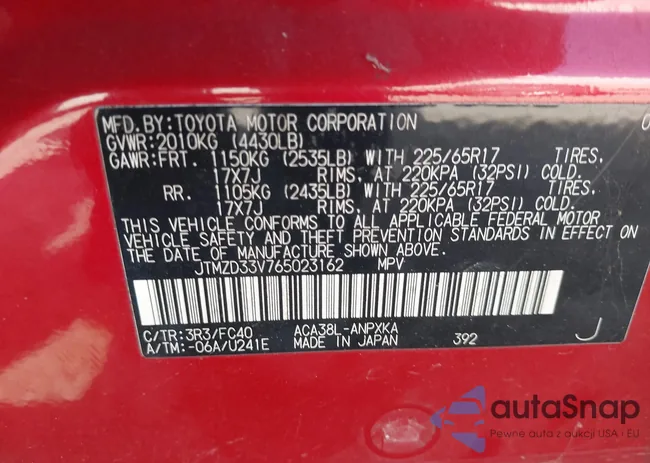 MFD.BY:TOYOTA MOTOR CORPORATION 0
GVWR:2010KG (4430LB)
GAWR:FRT. 1150KG (2535LB) WITH 225/65R17 TIRES.
17X7J RIMS, AT 220KPA (32PSI) COLD.
RR. 1105KG (2435LB) WITH 225/65R17 TIRES,
17X7J RIMS, AT 220KPA (32PSI) COLD.
THIS VEHICLE CONFORMS TO ALL APPLICABLE FEDERAL MOTOR
VEHICLE SAFETY AND THEFT PREVENTION STANDARDS IN EFFECT ON
THE DATE OF MANUFACTURE SHOWN ABOVE.
JTMZD33V765023162 MPV
C/TR:3R3/FC40 ACA38L-ANPXKA J
A/TM:-06A/U241E MADE IN JAPAN 392
autaSnap
Pewne auta z aukcji USA i EU